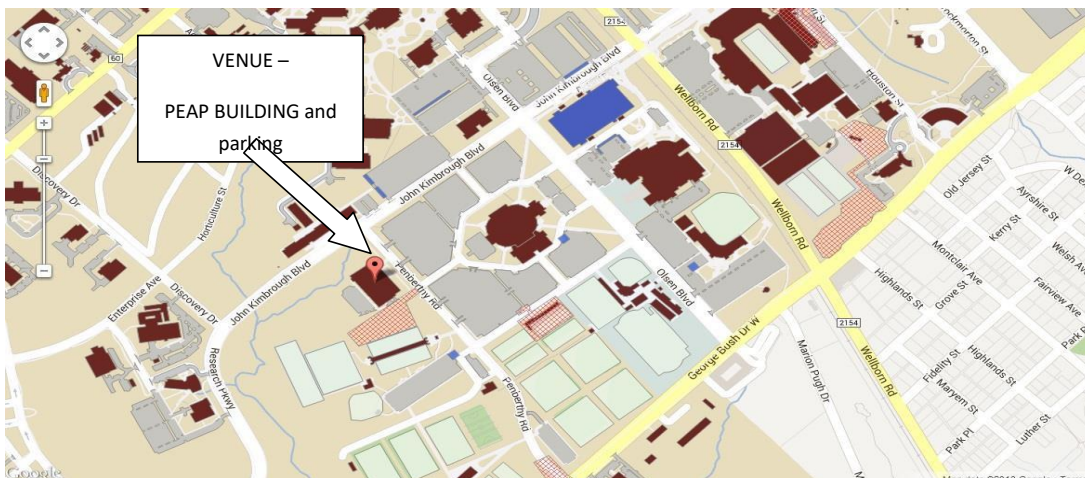 VENUE –
PEAP BUILDING and
parking
60
2154
Olsen Blvd
John Kimbrough Blvd
Wellborn Rd
Houston St
2154
Old Jersey St
Ayrshire St
Kerry St
Welsh Ave
Montclair Ave
Fairview Ave
Highlands St
Grove St
John Kimbrough Blvd
Discovery Dr
Horticulture St
Penberthy Rd
Wellborn Rd
Olsen Blvd
Enterprise Ave
Discovery Dr
John Kimbrough Blvd
Research Pkwy
George Bush Dr W
2154
Marion Pugh Dr
Wellborn Rd
Fidelity St
Highlands St
Maryem St
Luther St
Park Pl
Penberthy Rd
Google